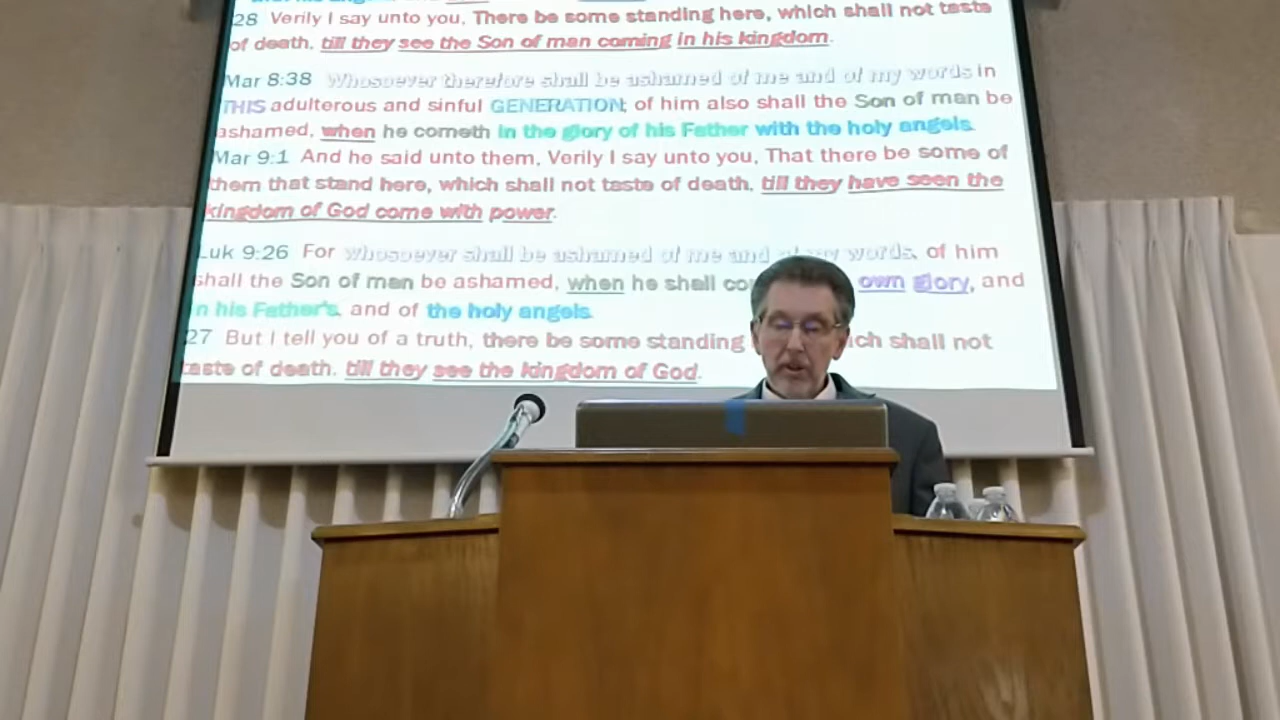 28 Verily I say unto you, There be some standing here, which shall not taste
of death, till they see the Son of man coming in his kingdom.
Mar 8:38 Whosoever therefore shall be ashamed of me and of my words in
THIS adulterous and sinful GENERATION; of him also shall the Son of man be
ashamed, when he cometh in the glory of his Father with the holy angels.
Mar 9:1 And he said unto them, Verily I say unto you, That there be some of
them that stand here, which shall not taste of death, till they have seen the
kingdom of God come with power.
Luk 9:26 For whosoever shall be ashamed of me and of my words, of him
shall the Son of man be ashamed, when he shall own glory, and
in his Father's, and of the holy angels.
27 But I tell you of a truth, there be some standing shall not
taste of death, till they see the kingdom of God.